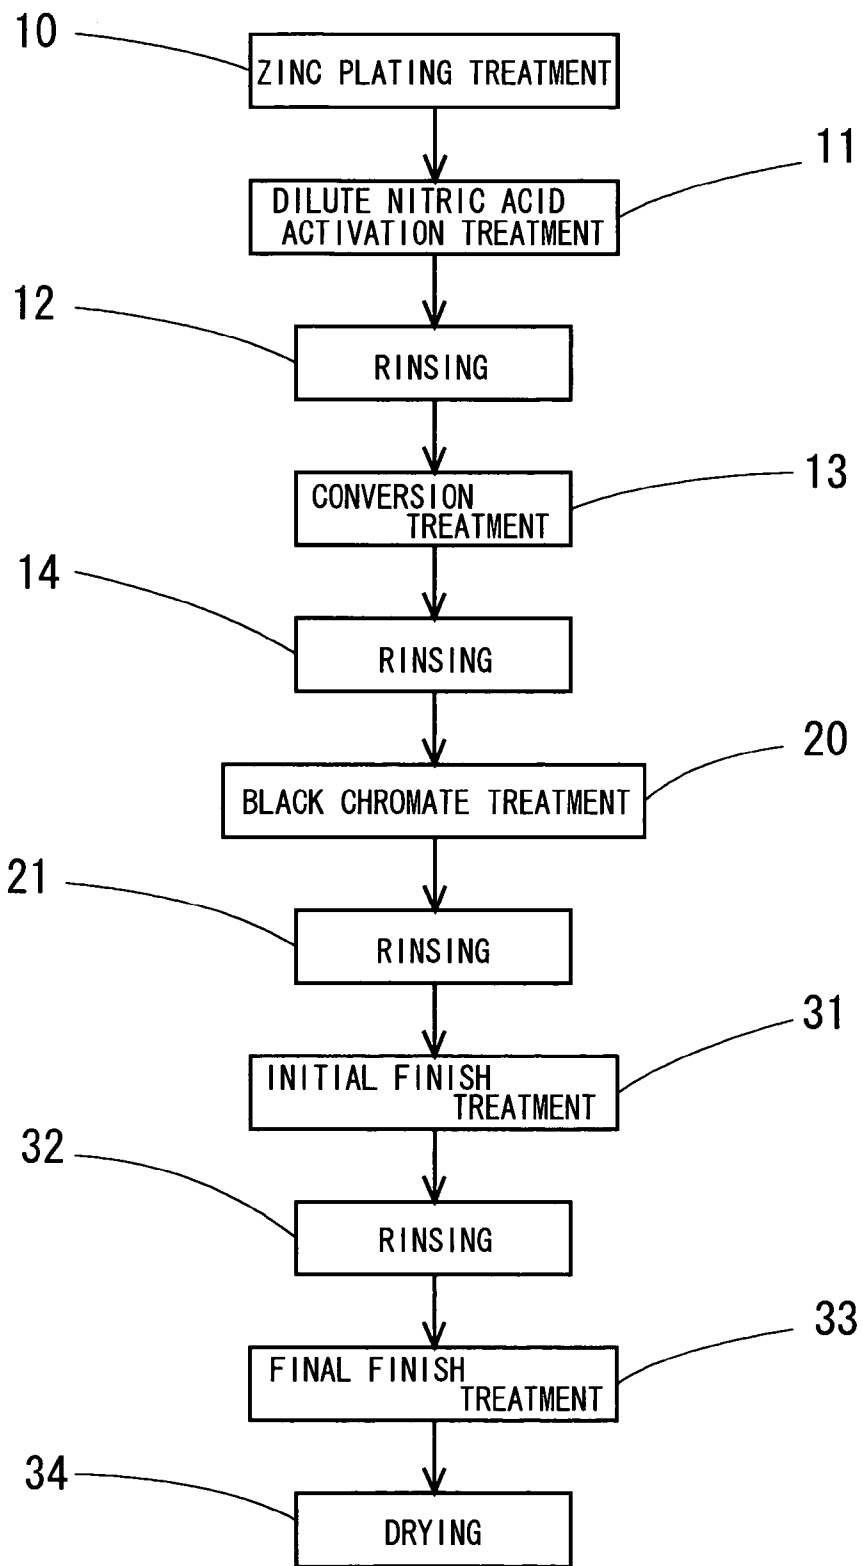 10
ZINC PLATING TREATMENT
11
DILUTE NITRIC ACID
ACTIVATION TREATMENT
12
RINSING
13
CONVERSION
TREATMENT
14
RINSING
20
BLACK CHROMATE TREATMENT
21
RINSING
31
INITIAL FINISH
TREATMENT
32
RINSING
33
FINAL FINISH
TREATMENT
34
DRYING